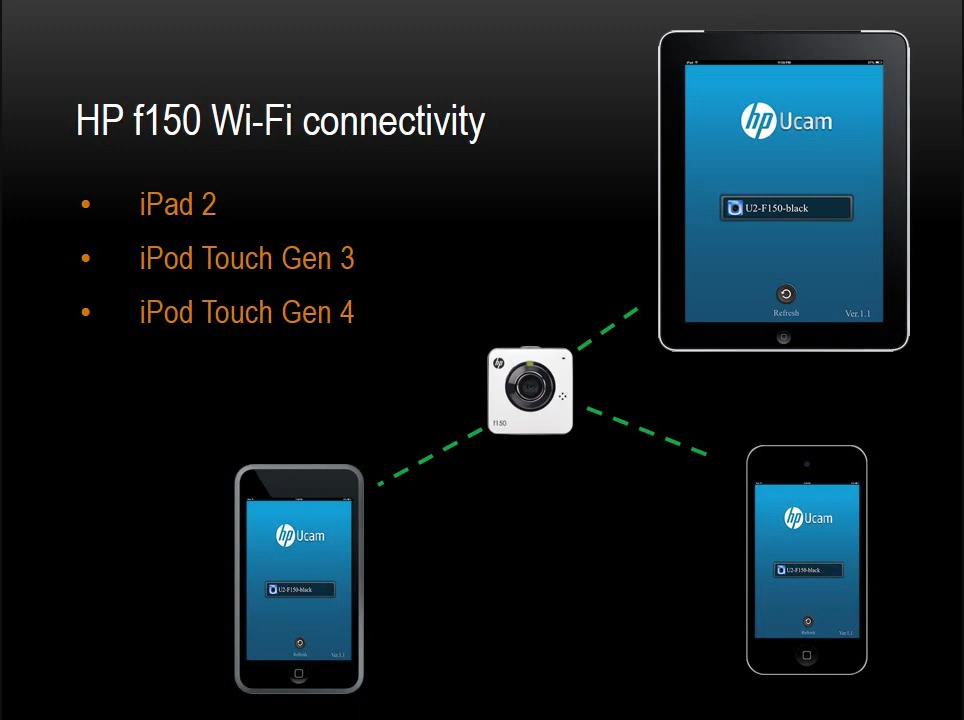 HP f150 Wi-Fi connectivity
• iPad 2
• iPod Touch Gen 3
• iPod Touch Gen 4
hp Ucam
U2-F150-black
Refresh
Ver.1.1
hp
f150
hp Ucam
U2-F150-black
Refresh
Ver.1.1
hp Ucam
U2-F150-black
Refresh
Ver.1.1